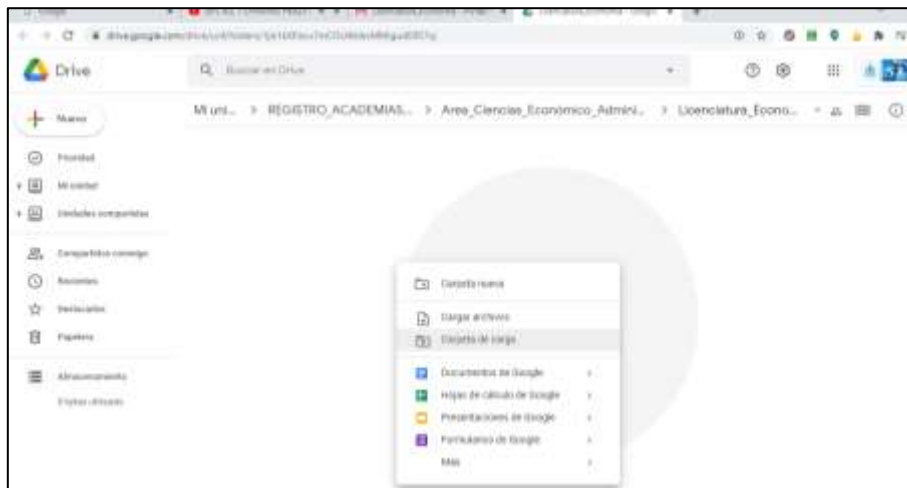 Drive
Buscar en Drive
Nuevo
Mi uni... > REGISTRO_ACADEMIAS... > Area_Ciencias_Económico_Admini... > Licenciatura_Econo...
Prioridad
Mi unidad
Unidades compartidas
Compartidos conmigo
Recientes
Destacados
Papelera
Almacenamiento
Carpeta nueva
Cargar archivos
Carpeta de carga
Documentos de Google
Hojas de cálculo de Google
Presentaciones de Google
Formularios de Google
Más